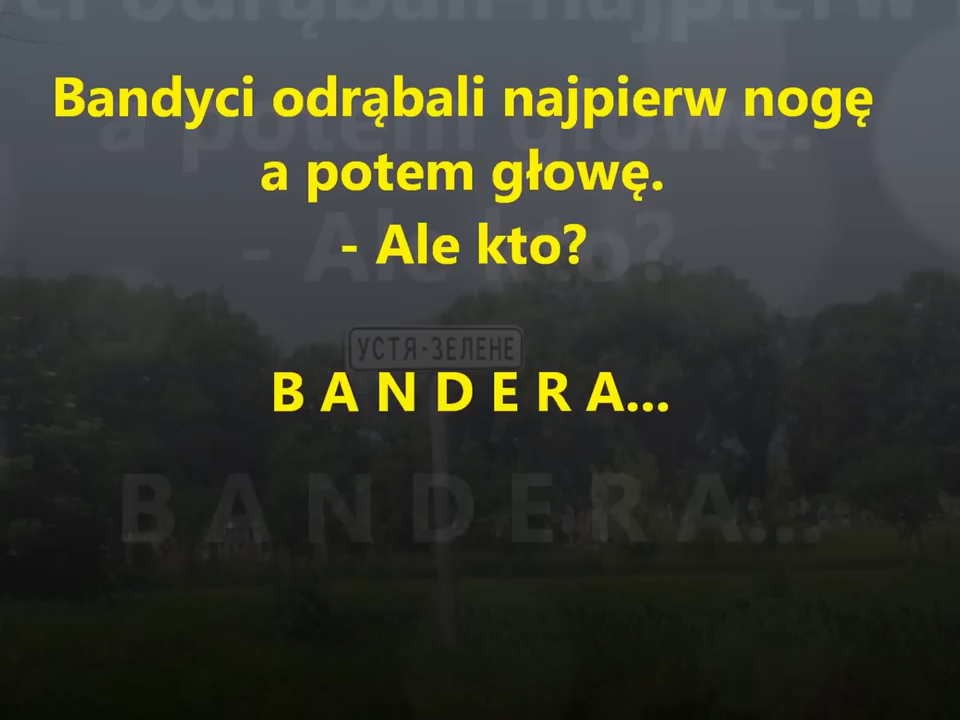 Bandyci odrąbali najpierw nogę
a potem głowę.
- Ale kto?
УСТЯ-ЗЕЛЕНЕ
B A N D E R A...